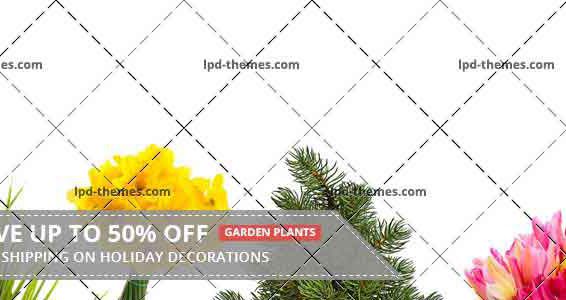 es.com lpd-themes.com lpd-themes.com
lpd-themes.com lpd-themes.com
VE UP TO 50% OFF GARDEN PLANTS
SHIPPING ON HOLIDAY DECORATIONS